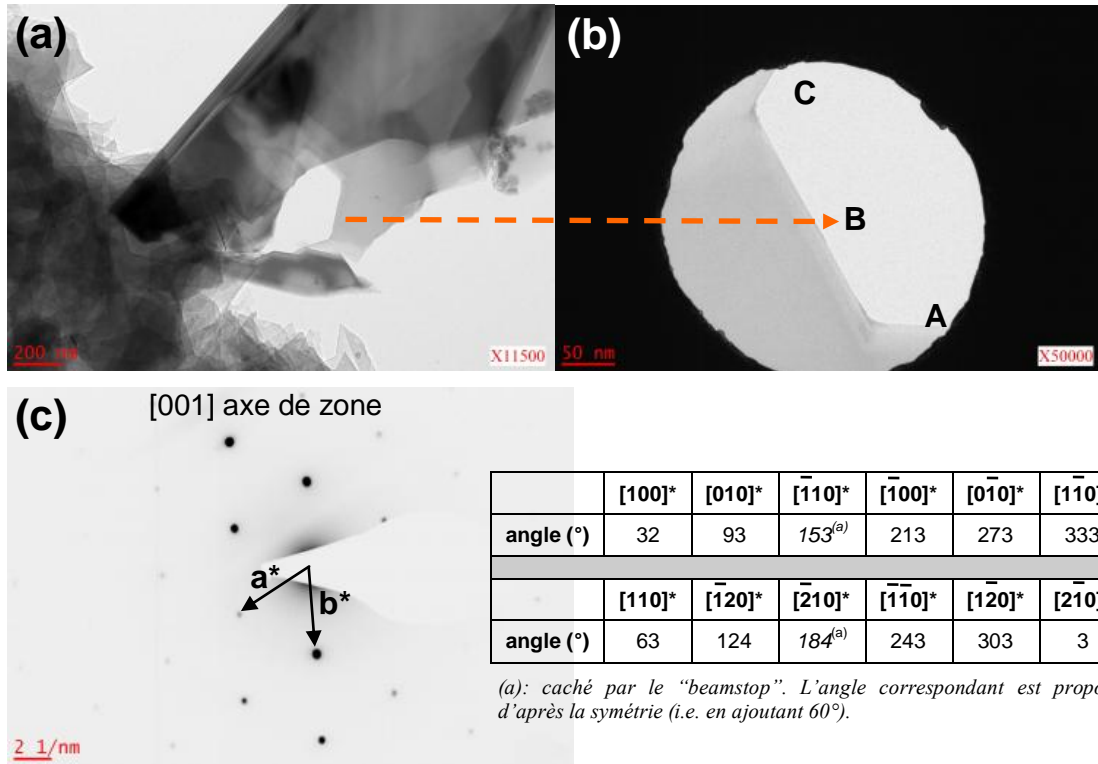 (a)
200 nm
X11500
(b)
C
B
A
50 nm
X50000
(c)
[001] axe de zone
a*
b*
2 1/nm
[100]* [010]* [1̄10]* [1̄00]* [01̄0]* [11̄0]
angle (°) 32 93 153(a) 213 273 333
[110]* [1̄20]* [2̄10]* [1̄1̄0]* [12̄0]* [21̄0]
angle (°) 63 124 184(a) 243 303 3
(a): caché par le “beamstop”. L’angle correspondant est propo
d’après la symétrie (i.e. en ajoutant 60°).